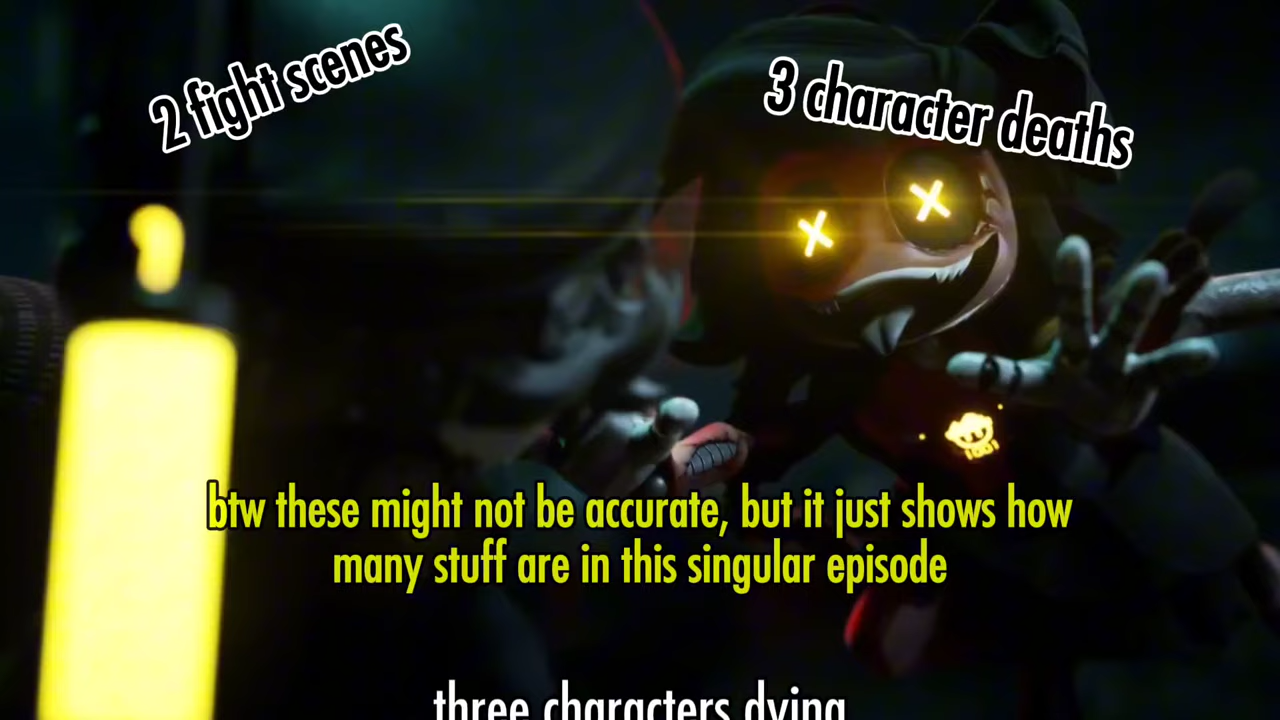 2 fight scenes
3 character deaths
btw these might not be accurate, but it just shows how
many stuff are in this singular episode
three characters dying